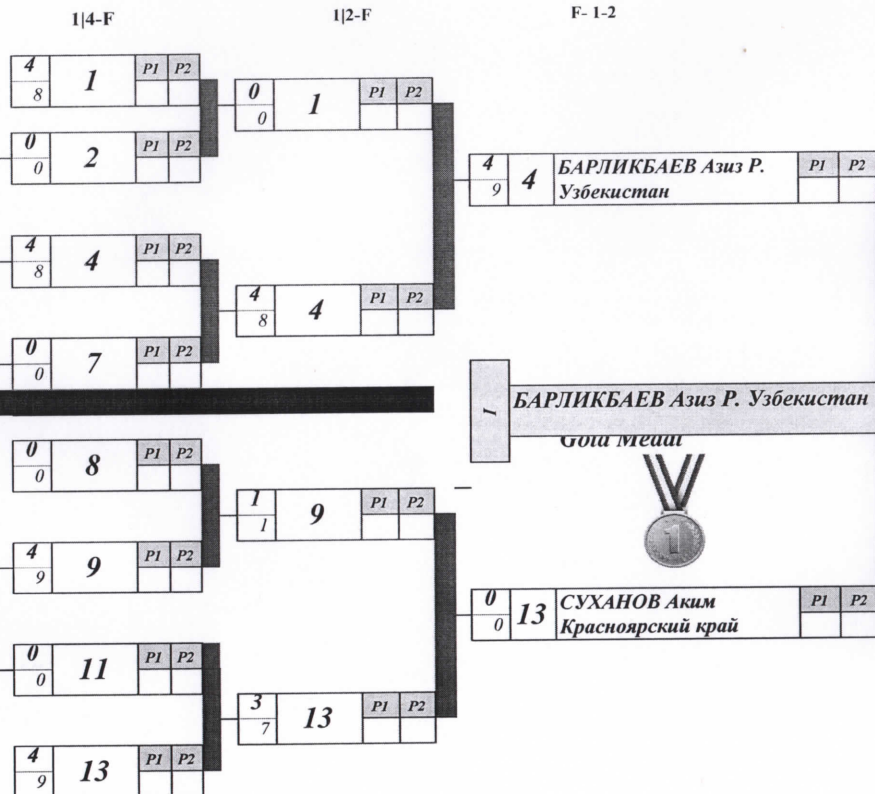 1|4-F 1|2-F F- 1-2
4 8 1 P1 P2
0 0 2 P1 P2
4 8 4 P1 P2
0 0 7 P1 P2
0 0 8 P1 P2
4 9 9 P1 P2
0 0 11 P1 P2
4 9 13 P1 P2
0 0 1 P1 P2
4 8 4 P1 P2
1 1 9 P1 P2
3 7 13 P1 P2
4 9 4 БАРЛИКБАЕВ Азиз Р. P1 P2
Узбекистан
I БАРЛИКБАЕВ Азиз Р. Узбекистан
Gold Medal
1
0 0 13 СУХАНОВ Аким P1 P2
Красноярский край